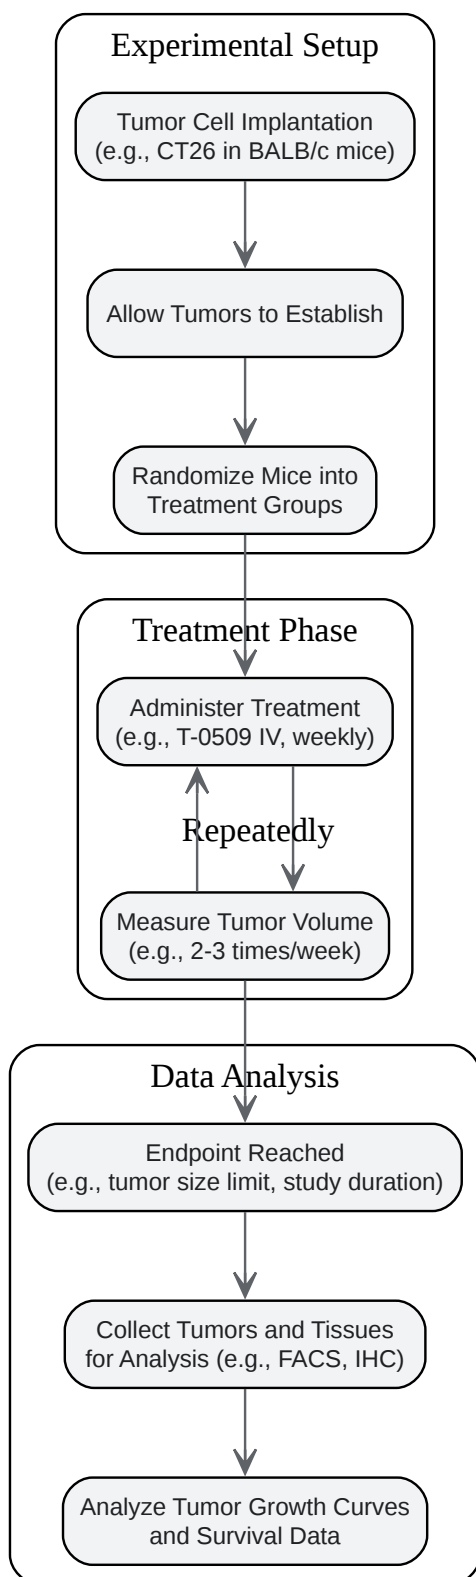 Experimental Setup
Tumor Cell Implantation
(e.g., CT26 in BALB/c mice)
Allow Tumors to Establish
Randomize Mice into
Treatment Groups
Treatment Phase
Administer Treatment
(e.g., T-0509 IV, weekly)
Repeatedly
Measure Tumor Volume
(e.g., 2-3 times/week)
Data Analysis
Endpoint Reached
(e.g., tumor size limit, study duration)
Collect Tumors and Tissues
for Analysis (e.g., FACS, IHC)
Analyze Tumor Growth Curves
and Survival Data